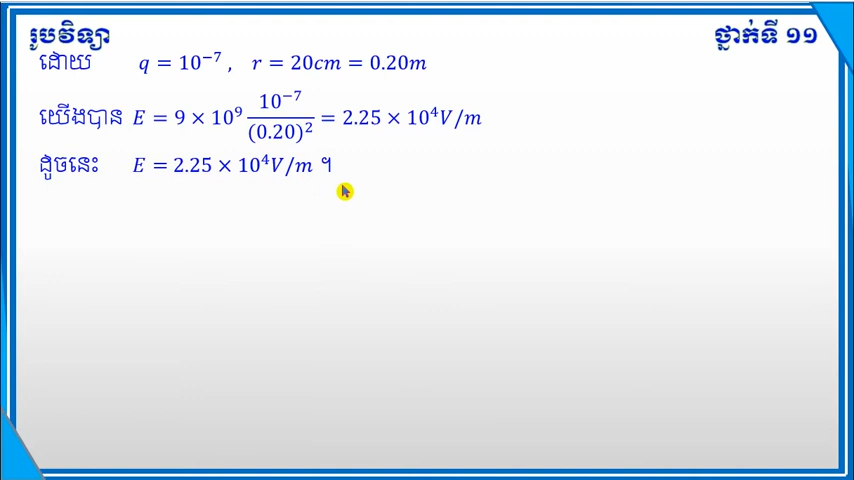 រូបវិទ្យា
ថ្នាក់ទី ១១
ដោយ q = 10⁻⁷ , r = 20cm = 0.20m
យើងបាន E = 9 × 10⁹ 10⁻⁷/(0.20)² = 2.25 × 10⁴V/m
ដូចនេះ E = 2.25 × 10⁴V/m ។